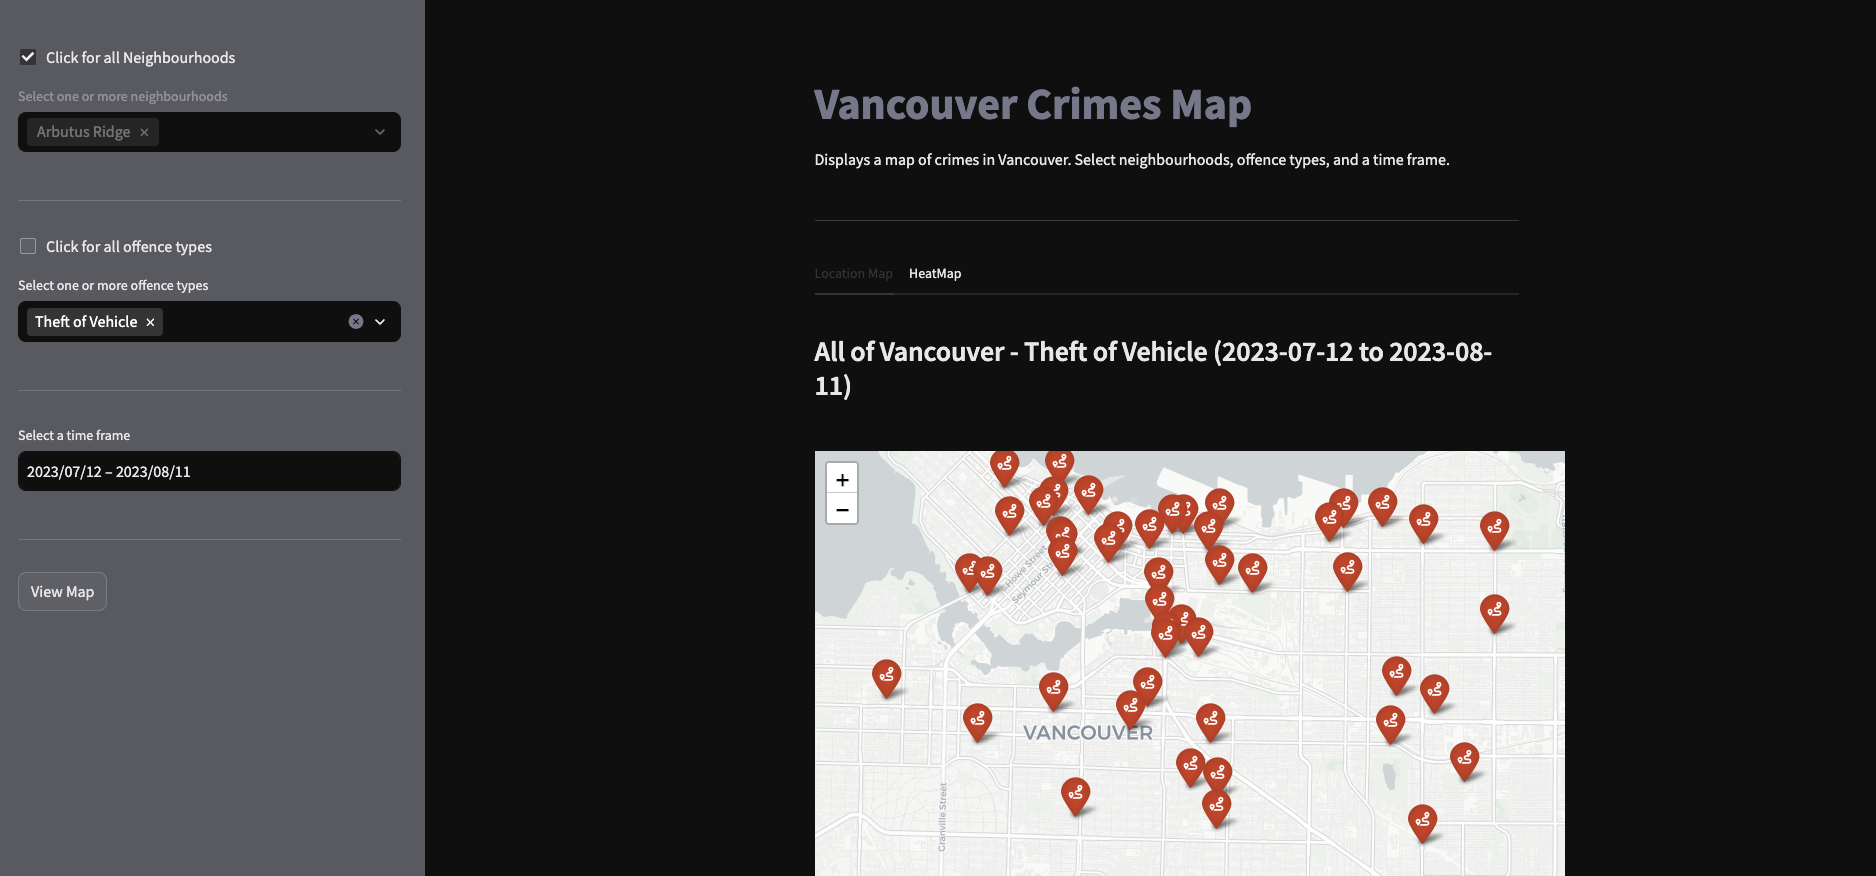 Click for all Neighbourhoods
Select one or more neighbourhoods
Arbutus Ridge ×
Click for all offence types
Select one or more offence types
Theft of Vehicle ×
Select a time frame
2023/07/12 – 2023/08/11
View Map
Vancouver Crimes Map
Displays a map of crimes in Vancouver. Select neighbourhoods, offence types, and a time frame.
Location Map HeatMap
All of Vancouver - Theft of Vehicle (2023-07-12 to 2023-08-
11)
+
−
Howe Street
Seymour
VANCOUVER
Granville Street